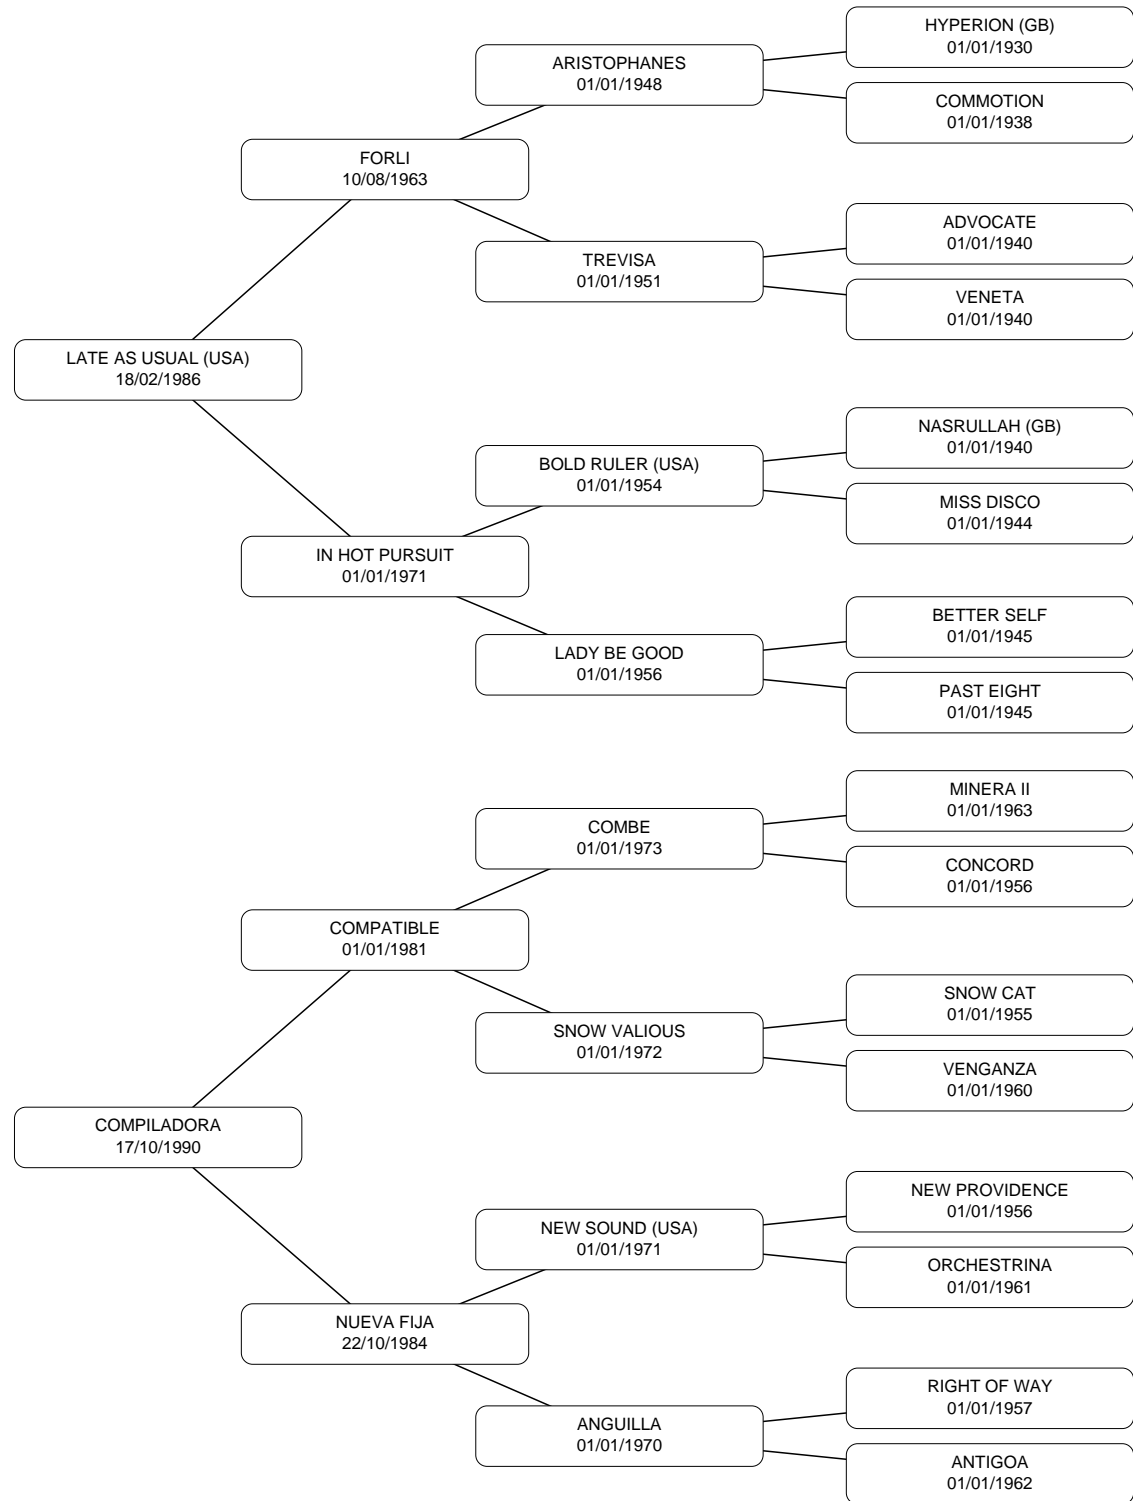 HYPERION (GB)
01/01/1930
ARISTOPHANES
01/01/1948
COMMOTION
01/01/1938
FORLI
10/08/1963
ADVOCATE
01/01/1940
TREVISA
01/01/1951
VENETA
01/01/1940
LATE AS USUAL (USA)
18/02/1986
NASRULLAH (GB)
01/01/1940
BOLD RULER (USA)
01/01/1954
MISS DISCO
01/01/1944
IN HOT PURSUIT
01/01/1971
BETTER SELF
01/01/1945
LADY BE GOOD
01/01/1956
PAST EIGHT
01/01/1945
MINERA II
01/01/1963
COMBE
01/01/1973
CONCORD
01/01/1956
COMPATIBLE
01/01/1981
SNOW CAT
01/01/1955
SNOW VALIOUS
01/01/1972
VENGANZA
01/01/1960
COMPILADORA
17/10/1990
NEW PROVIDENCE
01/01/1956
NEW SOUND (USA)
01/01/1971
ORCHESTRINA
01/01/1961
NUEVA FIJA
22/10/1984
RIGHT OF WAY
01/01/1957
ANGUILLA
01/01/1970
ANTIGOA
01/01/1962